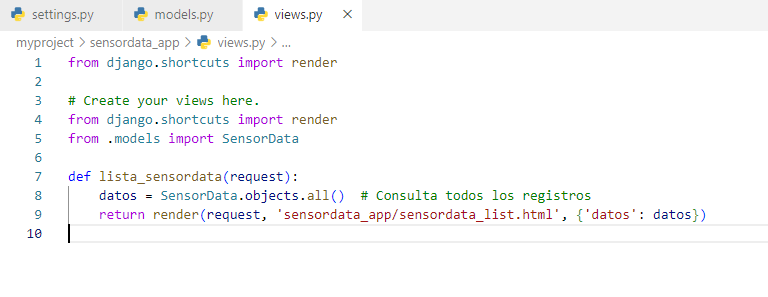 settings.py models.py views.py
myproject > sensordata_app > views.py > ...
1 from django.shortcuts import render
2
3 # Create your views here.
4 from django.shortcuts import render
5 from .models import SensorData
6
7 def lista_sensordata(request):
8     datos = SensorData.objects.all()  # Consulta todos los registros
9     return render(request, 'sensordata_app/sensordata_list.html', {'datos': datos})
10